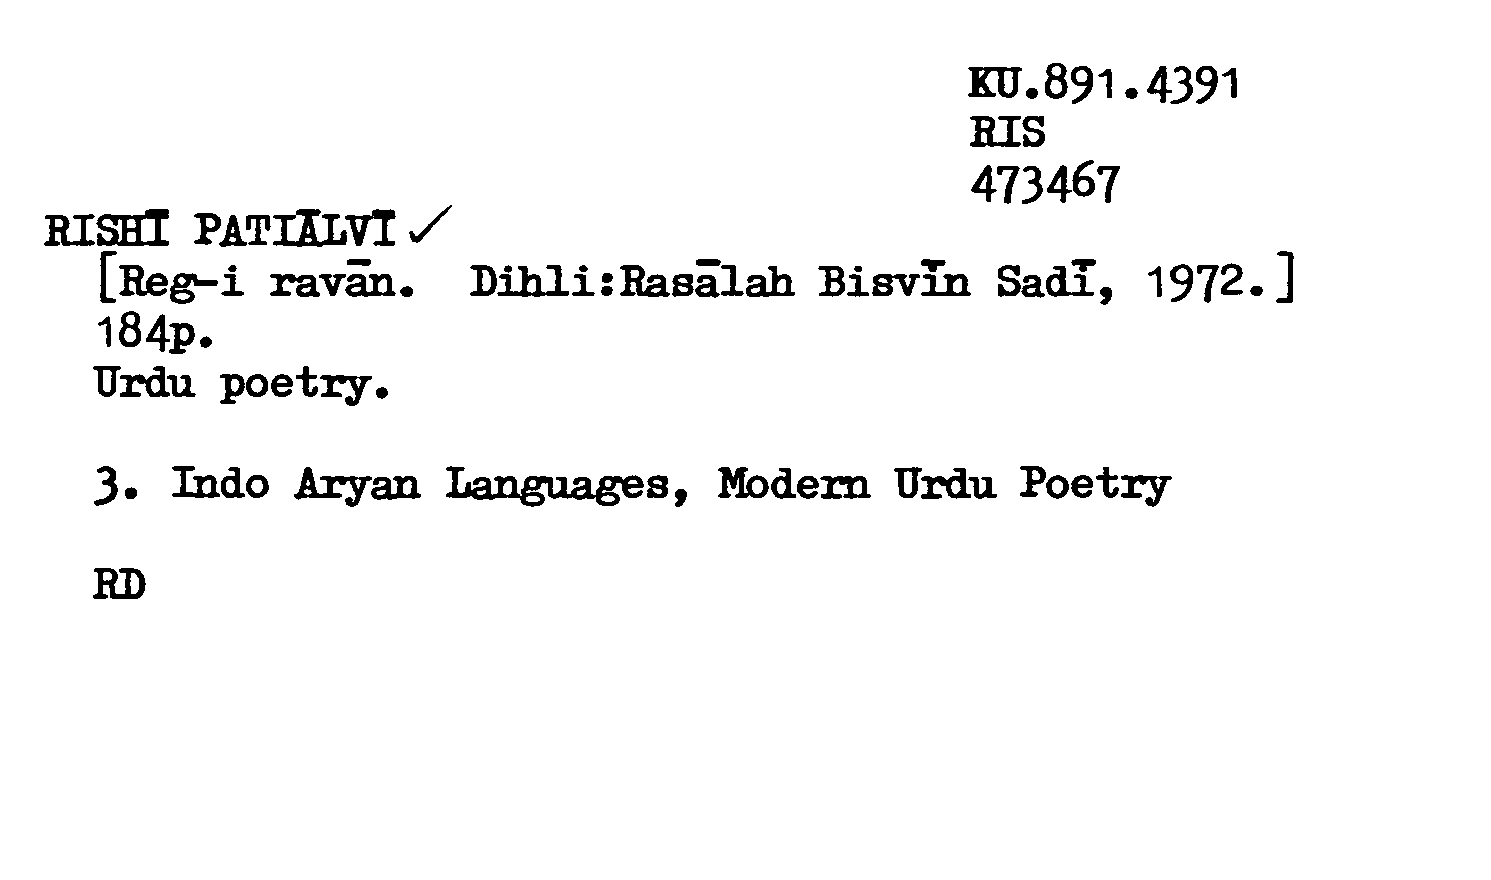 KU.891.4391
RIS
473467
RISHĪ PATIĀLVĪ ✓
[Reg-i ravān. Dihli:Rasālah Bisvīn Sadī, 1972.]
184p.
Urdu poetry.
3. Indo Aryan Languages, Modern Urdu Poetry
RD